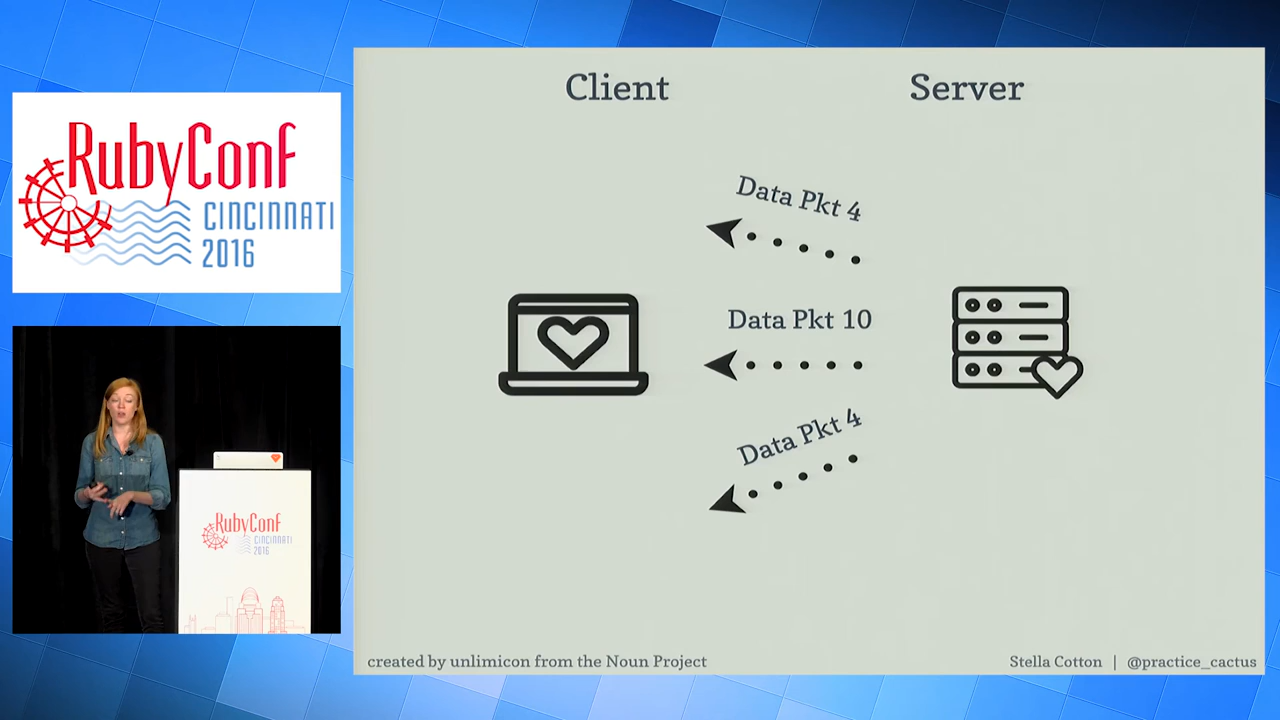 RubyConf
CINCINNATI
2016
RubyConf
CINCINNATI
2016
Client
Server
Data Pkt 4
Data Pkt 10
Data Pkt 4
created by unlimicon from the Noun Project
Stella Cotton | @practice_cactus